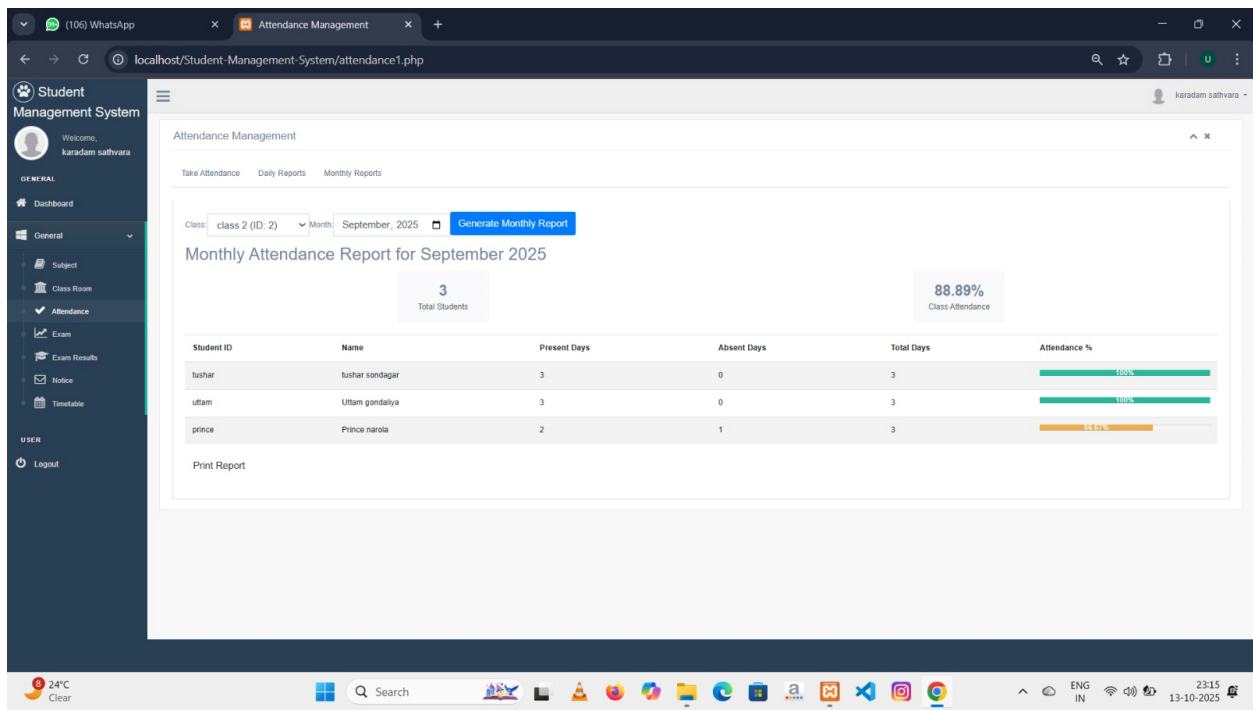 (106) WhatsApp
Attendance Management
localhost/Student-Management-System/attendance1.php
U
Student
Management System
Welcome,
karadam sathvara
GENERAL
Dashboard
General
Subject
Class Room
Attendance
Exam
Exam Results
Notice
Timetable
USER
Logout
karadam sathvara
Attendance Management
Take Attendance Daily Reports Monthly Reports
Class: class 2 (ID: 2) Month: September, 2025 Generate Monthly Report
Monthly Attendance Report for September 2025
3 88.89%
Total Students Class Attendance
Student ID Name Present Days Absent Days Total Days Attendance %
tushar tushar sondagar 3 0 3 100%
uttam Uttam gondaliya 3 0 3 100%
prince Prince narola 2 1 3 66.67%
Print Report
8 24°C
Clear
Search
a
ENG
IN
23:15
13-10-2025